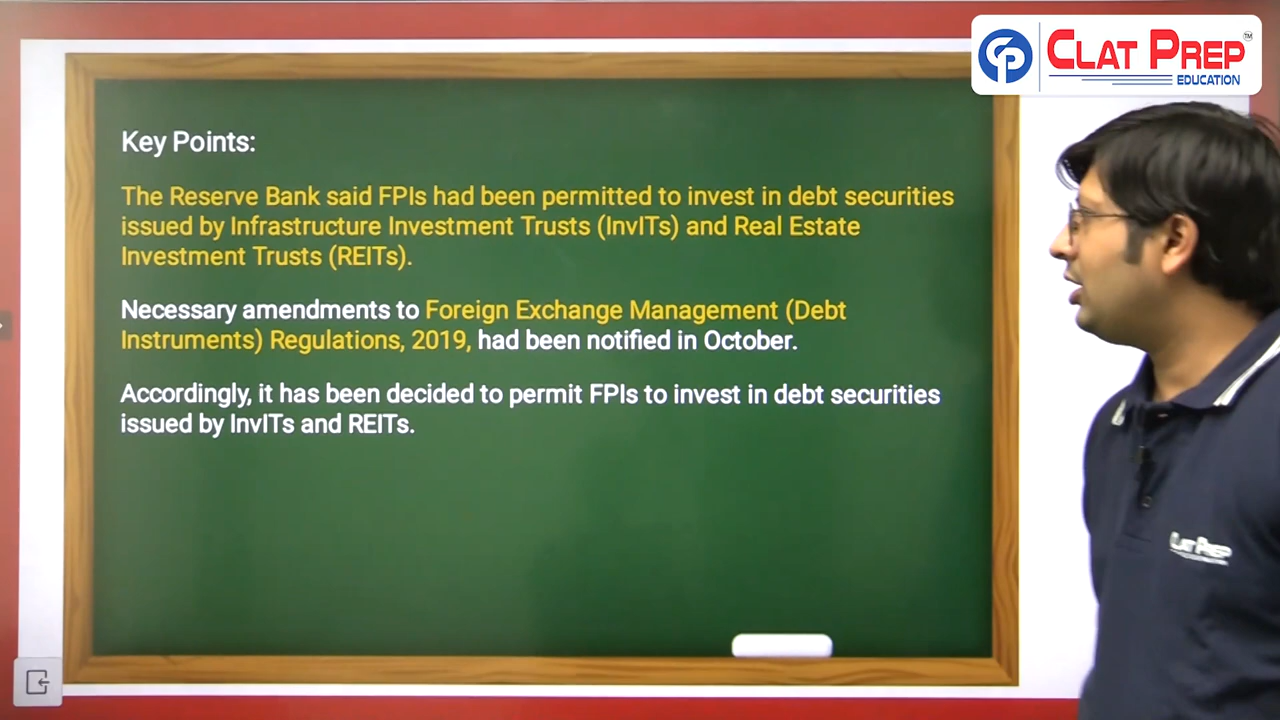 CLAT PREP™
EDUCATION
Key Points:
The Reserve Bank said FPIs had been permitted to invest in debt securities
issued by Infrastructure Investment Trusts (InvITs) and Real Estate
Investment Trusts (REITs).
Necessary amendments to Foreign Exchange Management (Debt
Instruments) Regulations, 2019, had been notified in October.
Accordingly, it has been decided to permit FPIs to invest in debt securities
issued by InvITs and REITs.
CLAT PREP